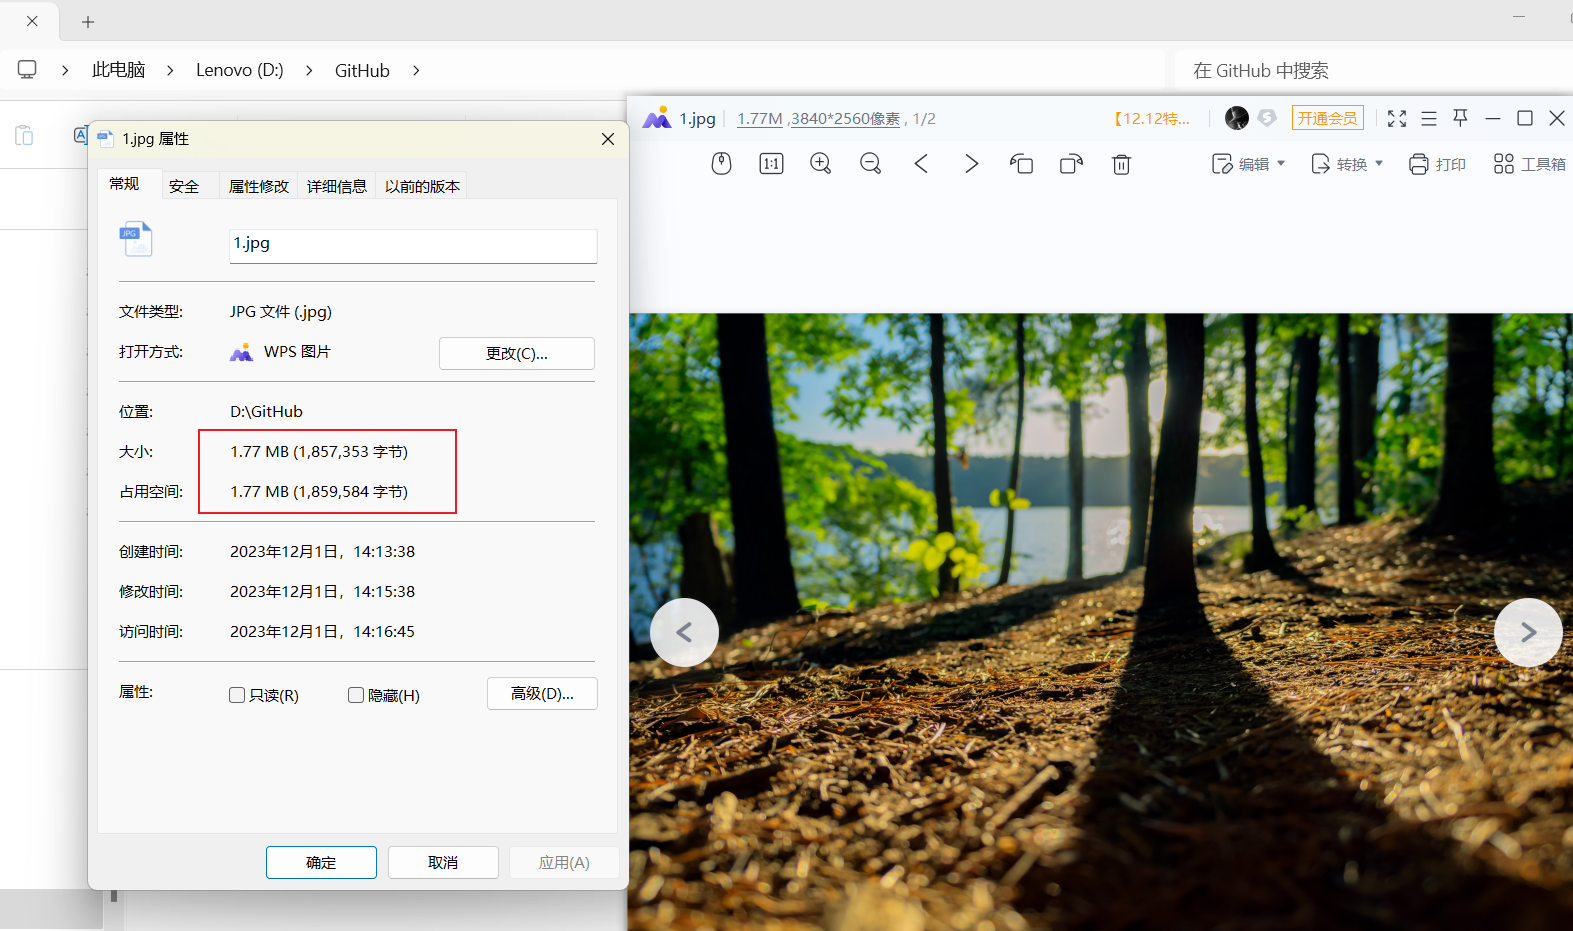 此电脑
Lenovo (D:)
GitHub
在 GitHub 中搜索
1.jpg 属性
常规
安全
属性修改
详细信息
以前的版本
JPG
1.jpg
文件类型:
JPG 文件 (.jpg)
打开方式:
WPS 图片
更改(C)...
位置:
D:\GitHub
大小:
1.77 MB (1,857,353 字节)
占用空间:
1.77 MB (1,859,584 字节)
创建时间:
2023年12月1日，14:13:38
修改时间:
2023年12月1日，14:15:38
访问时间:
2023年12月1日，14:16:45
属性:
只读(R)
隐藏(H)
高级(D)...
确定
取消
应用(A)
1.jpg
1.77M ,3840*2560像素 , 1/2
【12.12特...
开通会员
1:1
编辑
转换
打印
工具箱